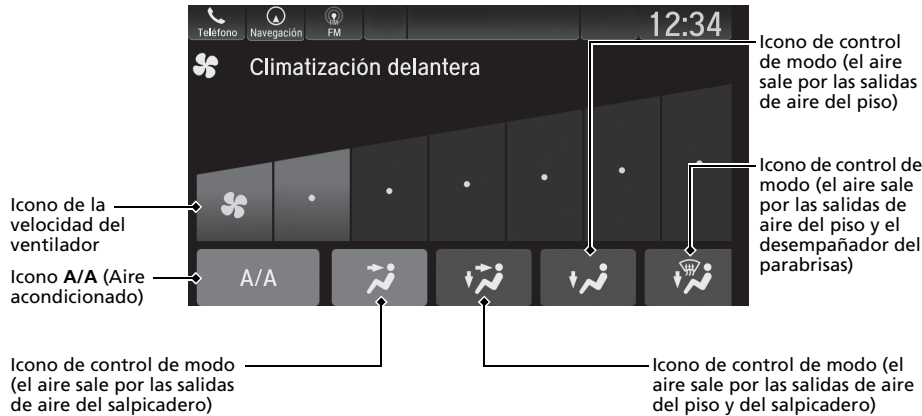 Teléfono Navegación FM
12:34
Climatización delantera
A/A
Icono de control
de modo (el aire
sale por las salidas
de aire del piso)
Icono de control de
modo (el aire sale
por las salidas de
aire del piso y el
desempañador del
parabrisas)
Icono de la
velocidad del
ventilador
Icono A/A (Aire
acondicionado)
Icono de control de modo
(el aire sale por las salidas
de aire del salpicadero)
Icono de control de modo (el
aire sale por las salidas de aire
del piso y del salpicadero)